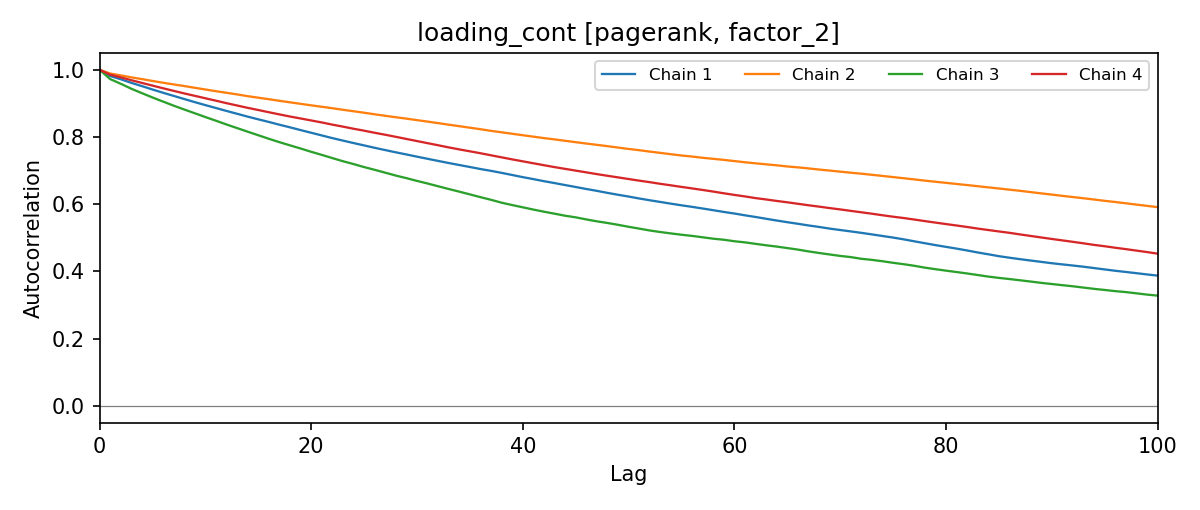 loading_cont [pagerank, factor_2]
Chain 1 Chain 2 Chain 3 Chain 4
1.0
0.8
0.6
0.4
0.2
0.0
Autocorrelation
0 20 40 60 80 100
Lag